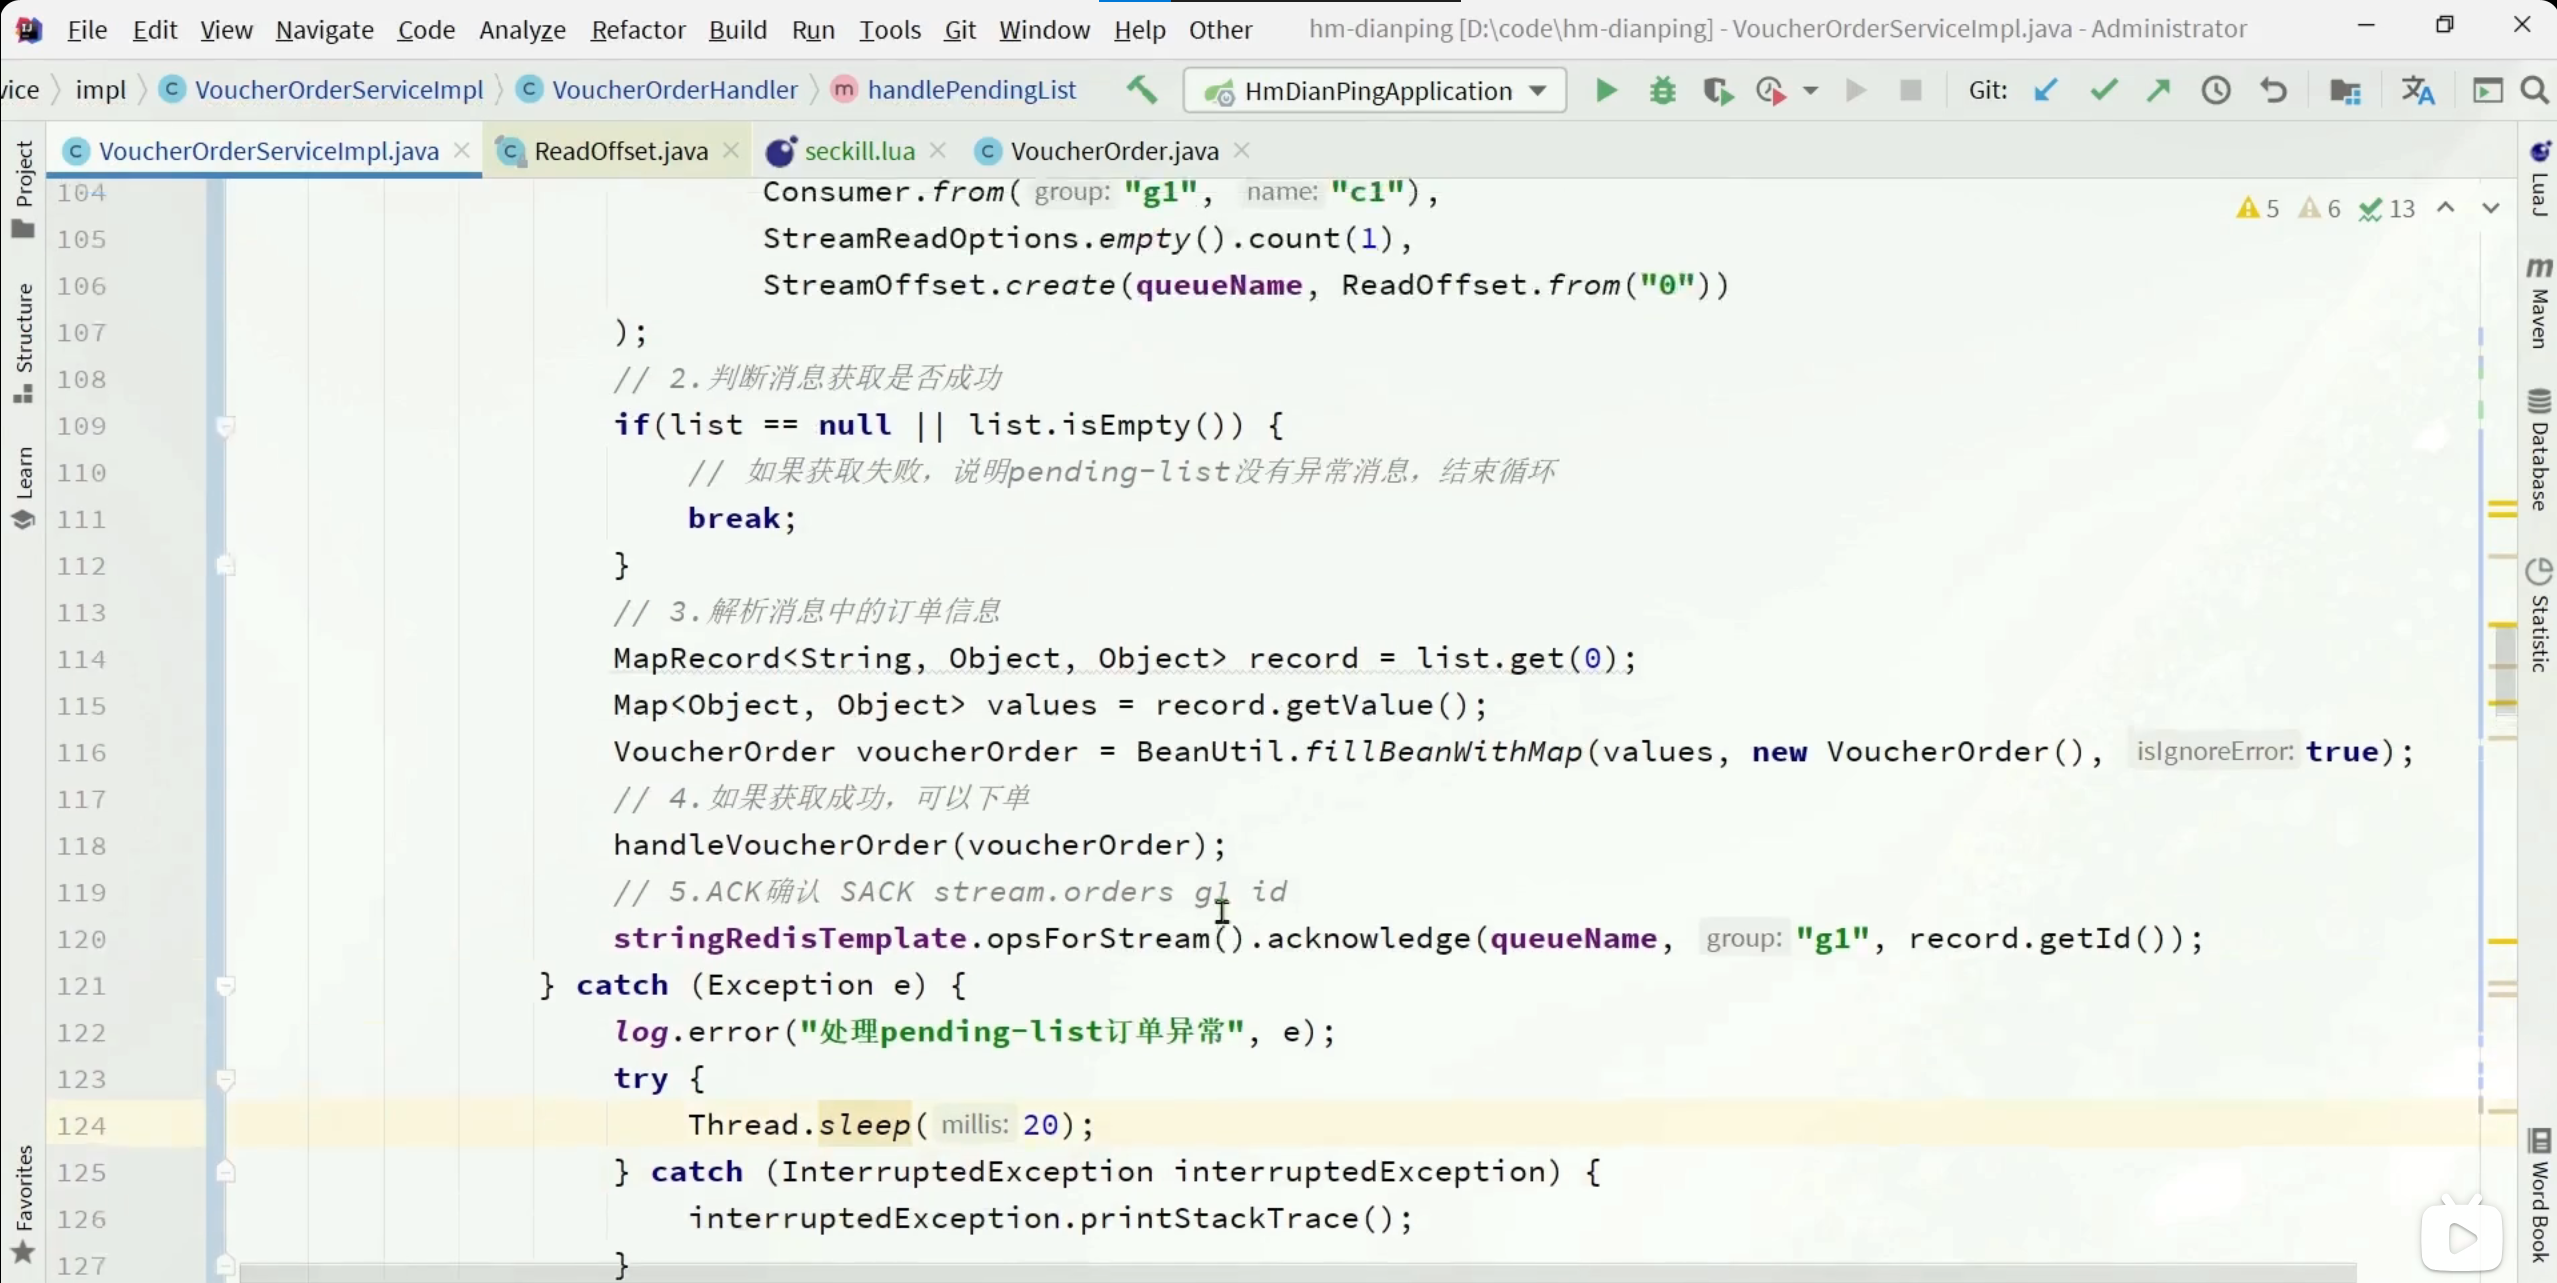 File Edit View Navigate Code Analyze Refactor Build Run Tools Git Window Help Other hm-dianping [D:\code\hm-dianping] - VoucherOrderServiceImpl.java - Administrator
vice impl VoucherOrderServiceImpl VoucherOrderHandler handlePendingList HmDianPingApplication Git:
VoucherOrderServiceImpl.java ReadOffset.java seckill.lua VoucherOrder.java
Project
Structure
Learn
Favorites
5 6 13
104 Consumer.from( group: "g1", name: "c1"),
105 StreamReadOptions.empty().count(1),
106 StreamOffset.create(queueName, ReadOffset.from("0"))
107 );
108 // 2.判断消息获取是否成功
109 if(list == null || list.isEmpty()) {
110 // 如果获取失败，说明pending-list没有异常消息，结束循环
111 break;
112 }
113 // 3.解析消息中的订单信息
114 MapRecord<String, Object, Object> record = list.get(0);
115 Map<Object, Object> values = record.getValue();
116 VoucherOrder voucherOrder = BeanUtil.fillBeanWithMap(values, new VoucherOrder(), isIgnoreError: true);
117 // 4.如果获取成功，可以下单
118 handleVoucherOrder(voucherOrder);
119 // 5.ACK确认 SACK stream.orders g1 id
120 stringRedisTemplate.opsForStream().acknowledge(queueName, group: "g1", record.getId());
121 } catch (Exception e) {
122 log.error("处理pending-list订单异常", e);
123 try {
124 Thread.sleep( millis: 20);
125 } catch (InterruptedException interruptedException) {
126 interruptedException.printStackTrace();
127 }
LuaJ
Maven
Database
Statistic
Word Book